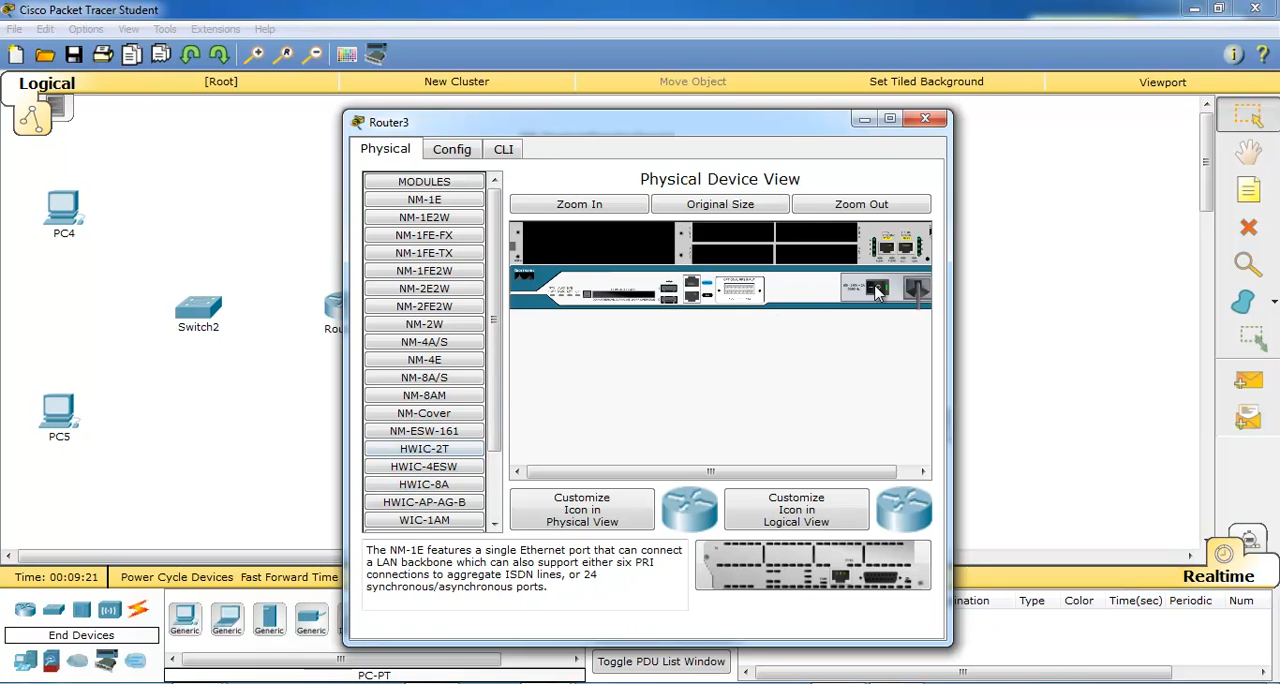 Cisco Packet Tracer Student
File Edit Options View Tools Extensions Help
Logical [Root] New Cluster Move Object Set Tiled Background Viewport
Router3
Physical Config CLI
MODULES
NM-1E
NM-1E2W
NM-1FE-FX
NM-1FE-TX
NM-1FE2W
NM-2E2W
NM-2FE2W
NM-2W
NM-4A/S
NM-4E
NM-8A/S
NM-8AM
NM-Cover
NM-ESW-161
HWIC-2T
HWIC-4ESW
HWIC-8A
HWIC-AP-AG-B
WIC-1AM
Physical Device View
Zoom In Original Size Zoom Out
Customize
Icon in
Physical View
Customize
Icon in
Logical View
The NM-1E features a single Ethernet port that can connect
a LAN backbone which can also support either six PRI
connections to aggregate ISDN lines, or 24
synchronous/asynchronous ports.
PC4
Switch2
Rou
PC5
Time: 00:09:21 Power Cycle Devices Fast Forward Time
Realtime
End Devices
Generic Generic Generic Generic
PC-PT
Toggle PDU List Window
ination Type Color Time(sec) Periodic Num